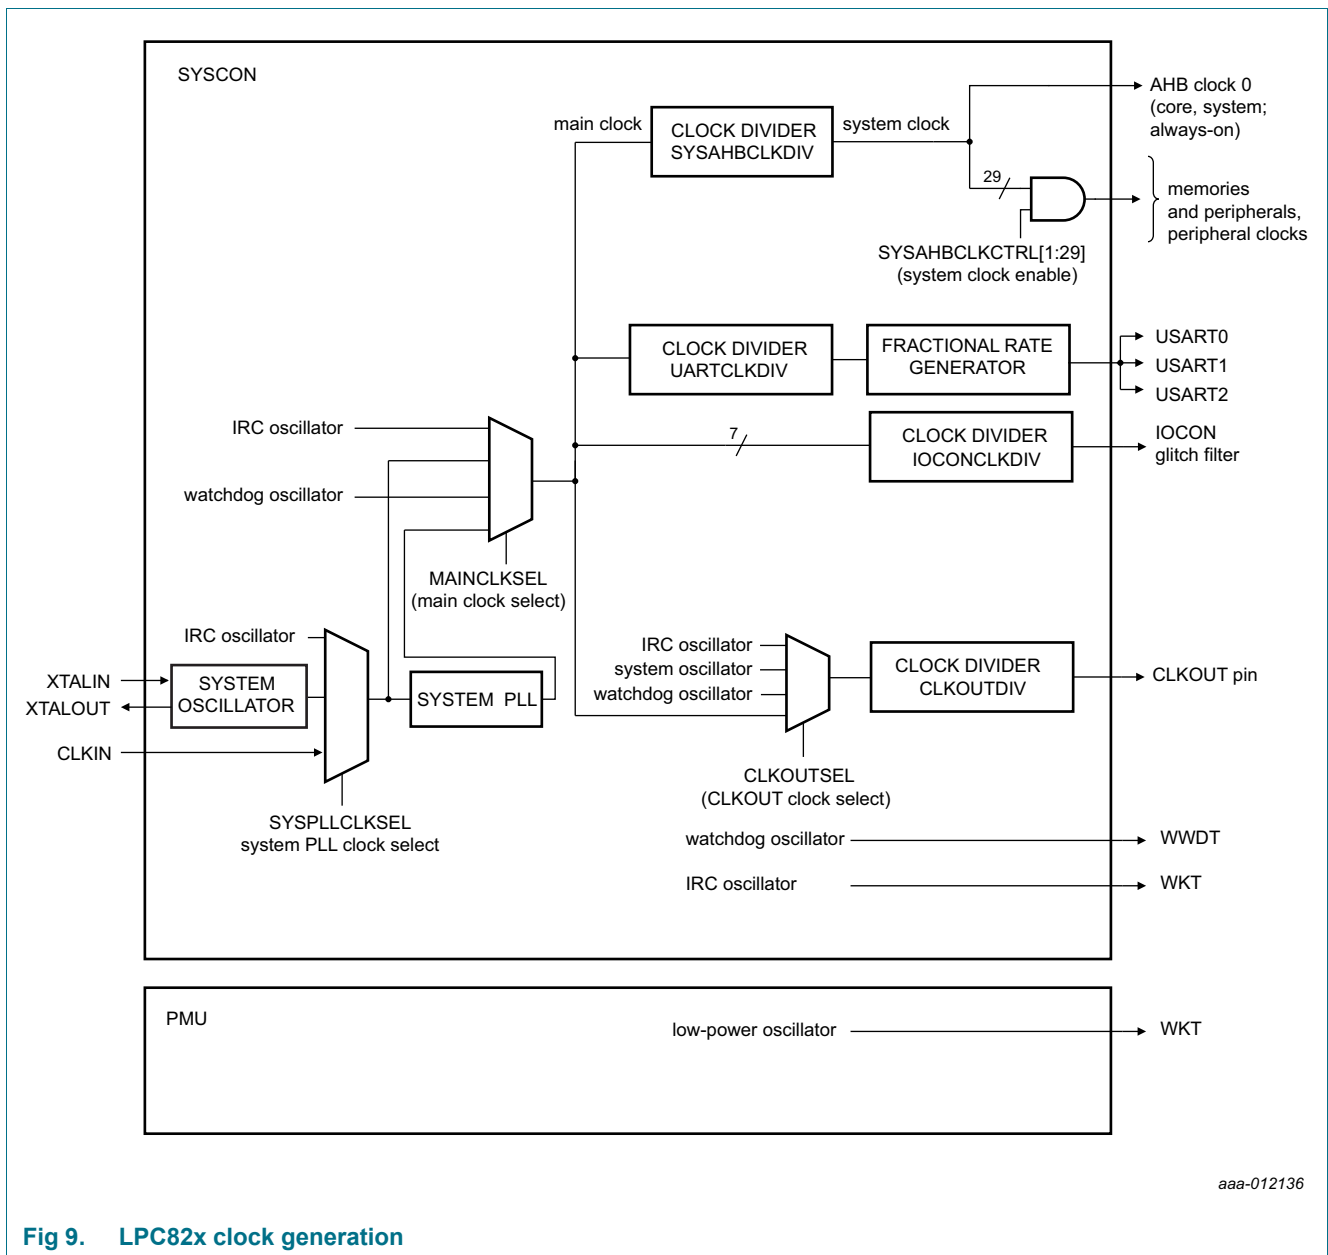 SYSCON
AHB clock 0
(core, system;
always-on)
main clock
CLOCK DIVIDER
SYSAHBCLKDIV
system clock
29
memories
and peripherals,
peripheral clocks
SYSAHBCLKCTRL[1:29]
(system clock enable)
CLOCK DIVIDER
UARTCLKDIV
FRACTIONAL RATE
GENERATOR
USART0
USART1
USART2
IRC oscillator
7
CLOCK DIVIDER
IOCONCLKDIV
IOCON
glitch filter
watchdog oscillator
MAINCLKSEL
(main clock select)
IRC oscillator
XTALIN
XTALOUT
SYSTEM
OSCILLATOR
SYSTEM PLL
CLKIN
SYSPLLCLKSEL
system PLL clock select
IRC oscillator
system oscillator
watchdog oscillator
CLOCK DIVIDER
CLKOUTDIV
CLKOUT pin
CLKOUTSEL
(CLKOUT clock select)
watchdog oscillator
WWDT
IRC oscillator
WKT
PMU
low-power oscillator
WKT
aaa-012136
Fig 9. LPC82x clock generation